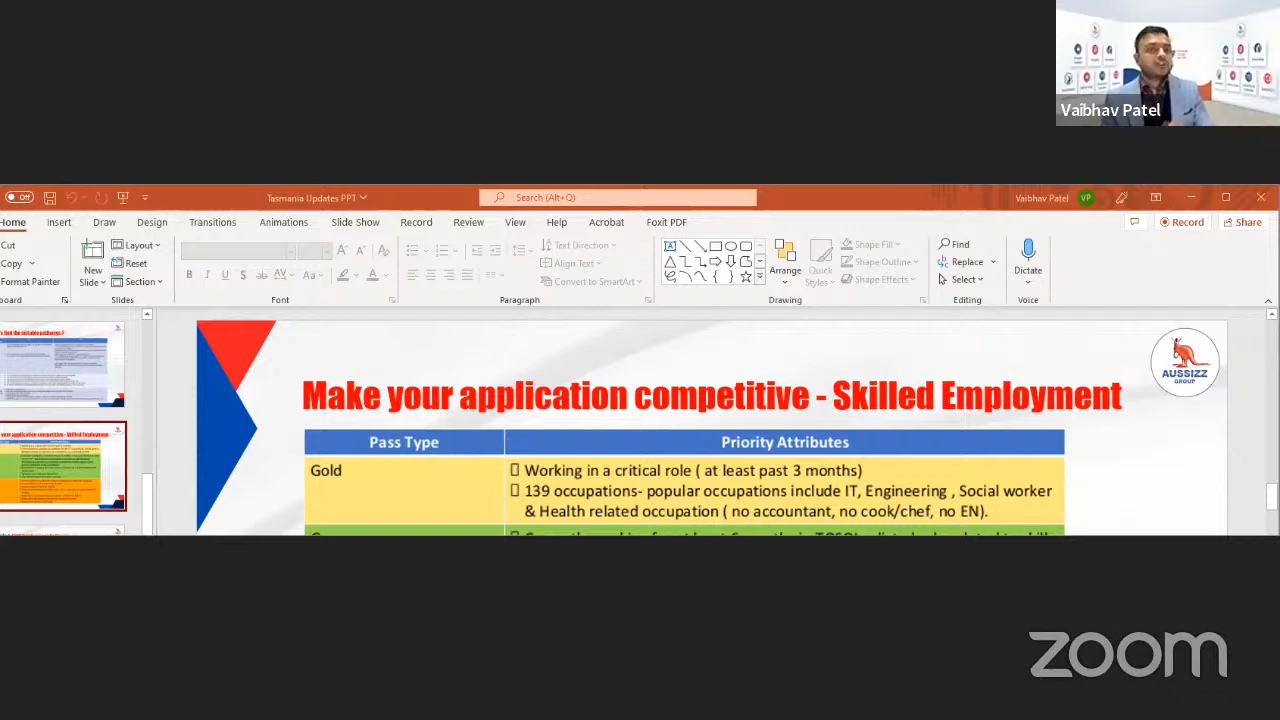 Vaibhav Patel
Off
Tasmania Updates PPT
Search (Alt+Q)
Vaibhav Patel
VP
Home Insert Draw Design Transitions Animations Slide Show Record Review View Help Acrobat Foxit PDF
Record
Share
Cut
Copy
Format Painter
New
Slide
Layout
Reset
Section
Slides
Font
Paragraph
Text Direction
Align Text
Convert to SmartArt
Arrange
Quick
Styles
Shape Fill
Shape Outline
Shape Effects
Drawing
Find
Replace
Select
Editing
Dictate
Voice
AUSSIZZ
GROUP
Make your application competitive - Skilled Employment
Pass Type Priority Attributes
Gold
Working in a critical role ( at least past 3 months)
139 occupations- popular occupations include IT, Engineering , Social worker
& Health related occupation ( no accountant, no cook/chef, no EN).
zoom